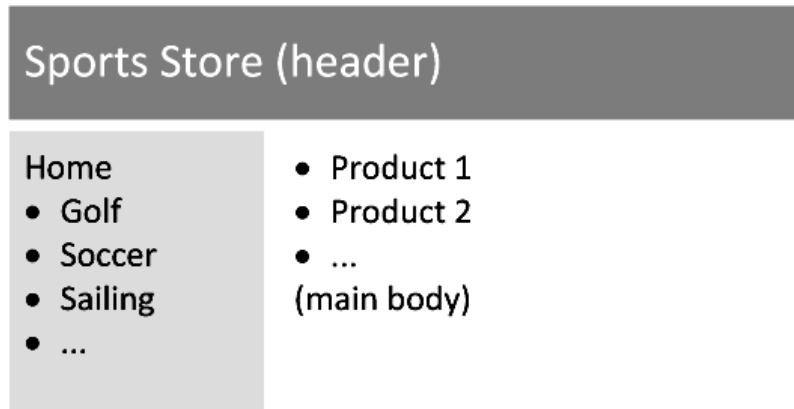 Sports Store (header)
Home
• Golf
• Soccer
• Sailing
• ...
• Product 1
• Product 2
• ...
(main body)